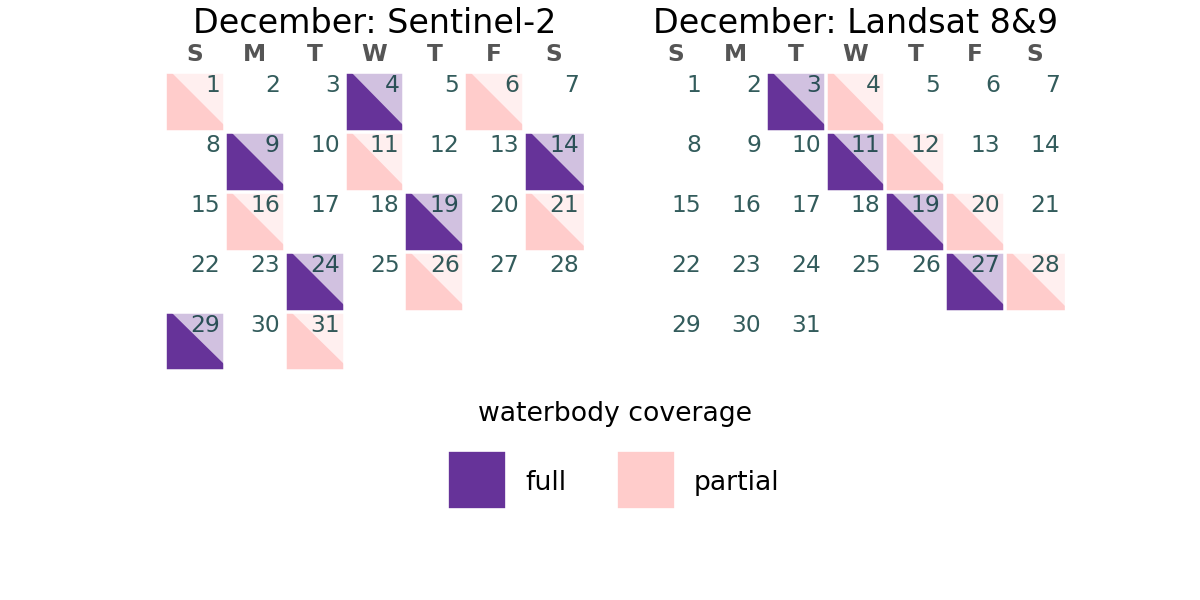 December: Sentinel-2
S M T W T F S
1 2 3 4 5 6 7
8 9 10 11 12 13 14
15 16 17 18 19 20 21
22 23 24 25 26 27 28
29 30 31
December: Landsat 8&9
S M T W T F S
1 2 3 4 5 6 7
8 9 10 11 12 13 14
15 16 17 18 19 20 21
22 23 24 25 26 27 28
29 30 31
waterbody coverage
full partial